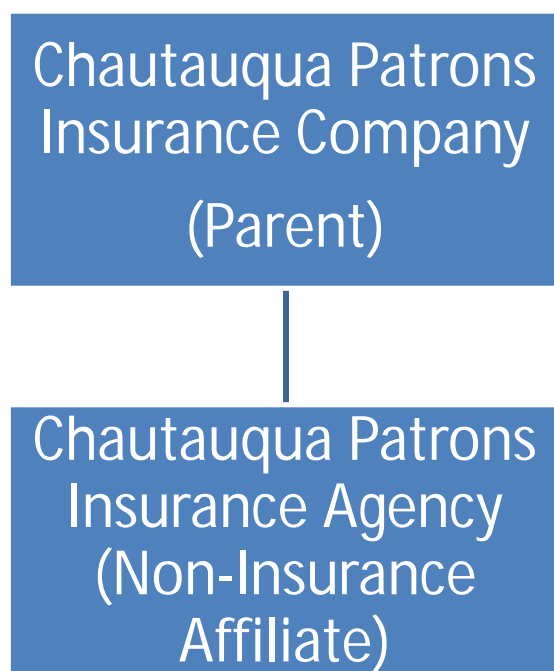 Chautauqua Patrons
Insurance Company
(Parent)
Chautauqua Patrons
Insurance Agency
(Non-Insurance
Affiliate)